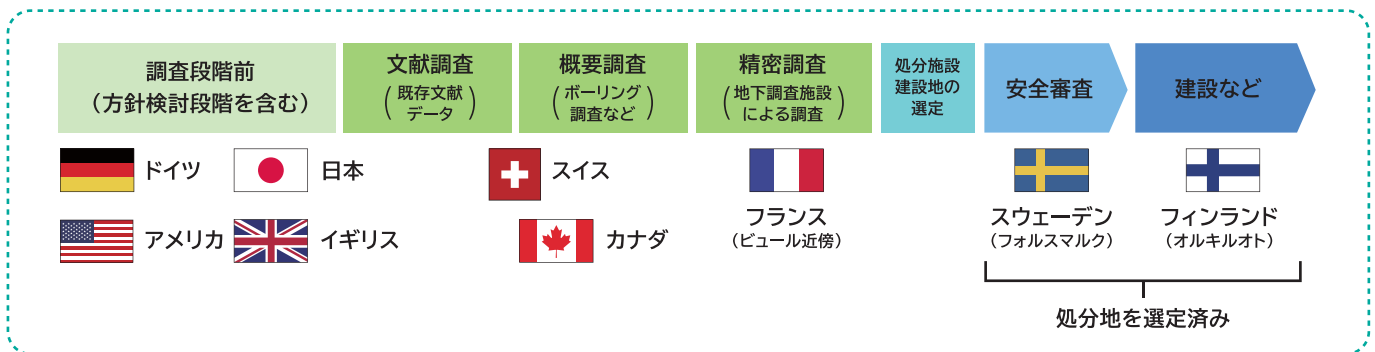 調査段階前
（方針検討段階を含む）
文献調査
（既存文献
データ）
概要調査
（ボーリング
調査など）
精密調査
（地下調査施設
による調査）
処分施設
建設地の
選定
安全審査
建設など
ドイツ
日本
スイス
アメリカ
イギリス
カナダ
フランス
（ビュール近傍）
スウェーデン
（フォルスマルク）
フィンランド
（オルキルオト）
処分地を選定済み